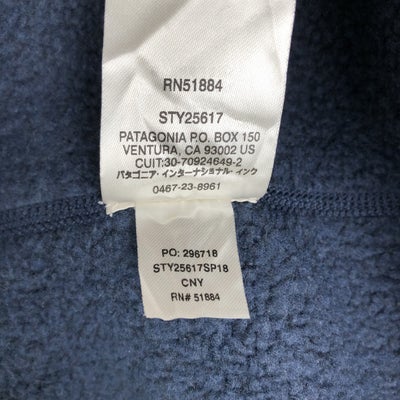 RN51884
STY25617
PATAGONIA P.O. BOX 150
VENTURA, CA 93002 US
CUIT:30-70924649-2
パタゴニア・インターナショナル・インク
0467-23-8961
PO: 296718
STY25617SP18
CNY
RN# 51884